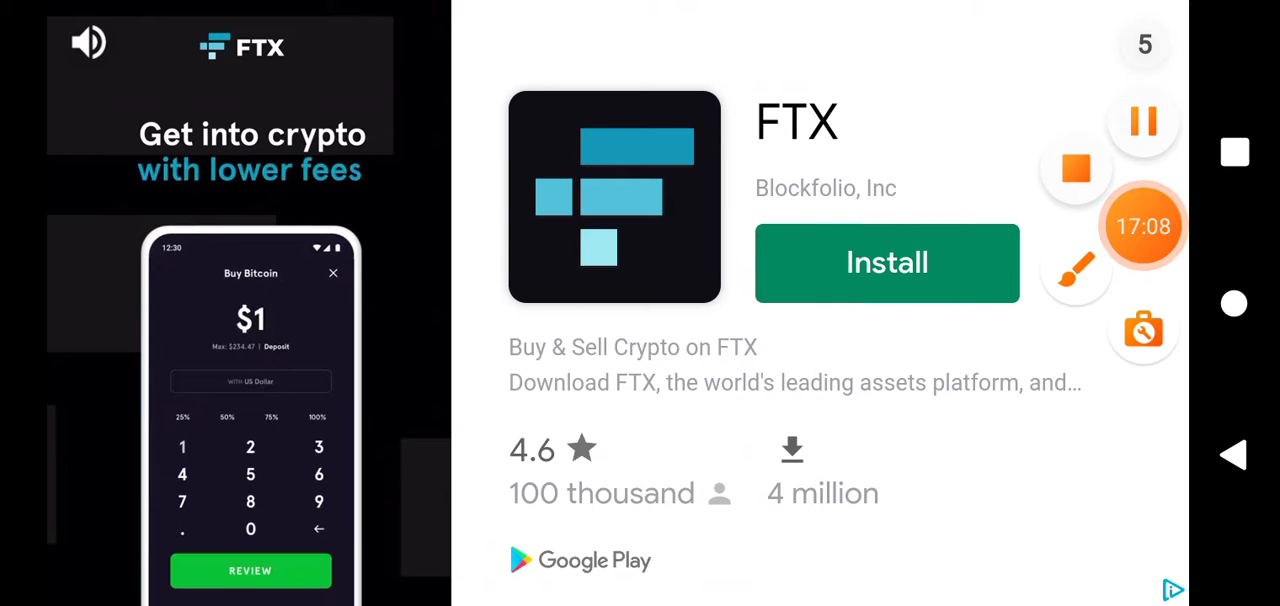 FTX
Get into crypto
with lower fees
12:30
Buy Bitcoin
$1
Max: $234.47 | Deposit
WITH US Dollar
25% 50% 75% 100%
1 2 3
4 5 6
7 8 9
. 0 ←
REVIEW
FTX
Blockfolio, Inc
Install
Buy & Sell Crypto on FTX
Download FTX, the world's leading assets platform, and...
4.6
100 thousand
4 million
Google Play
5
17:08